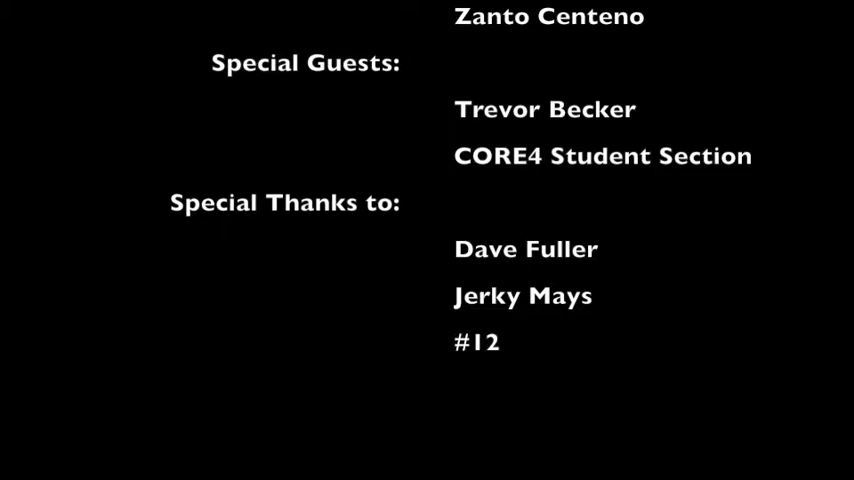 Zanto Centeno
Special Guests:
Trevor Becker
CORE4 Student Section
Special Thanks to:
Dave Fuller
Jerky Mays
#12